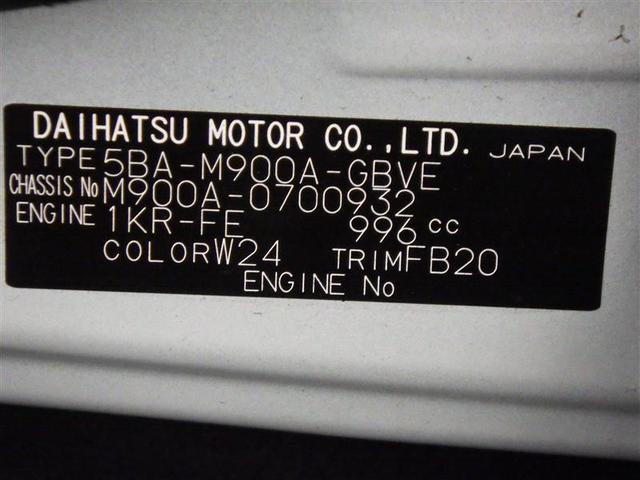 DAIHATSU MOTOR CO.,LTD. JAPAN
TYPE 5BA-M900A-GBVE
CHASSIS No M900A-0700932
ENGINE 1KR-FE 996 cc
COLOR W24 TRIM FB20
ENGINE No